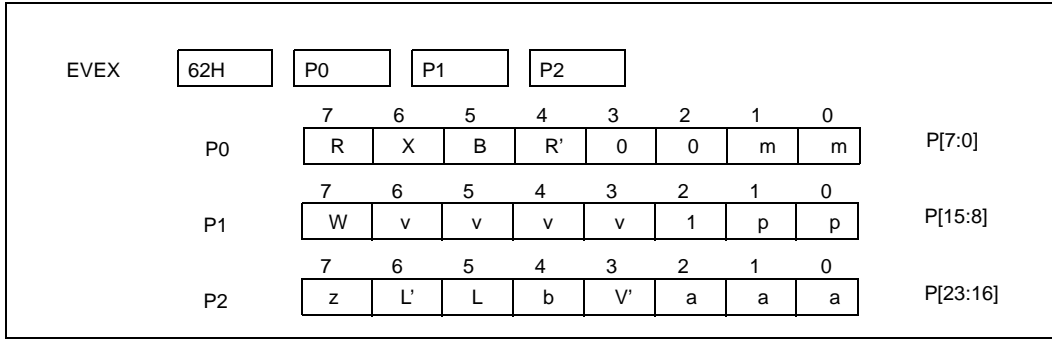 EVEX 62H P0 P1 P2
7 6 5 4 3 2 1 0
P0 R X B R’ 0 0 m m P[7:0]
7 6 5 4 3 2 1 0
P1 W v v v v 1 p p P[15:8]
7 6 5 4 3 2 1 0
P2 z L’ L b V’ a a a P[23:16]